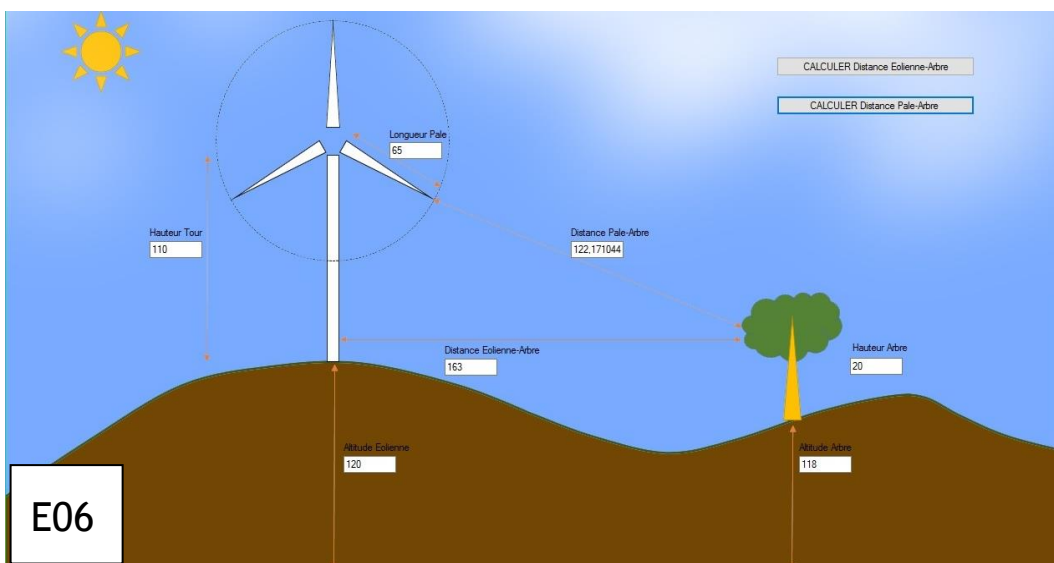 CALCULER Distance Eolienne-Arbre
CALCULER Distance Pale-Arbre
Longueur Pale
65
Hauteur Tour
110
Distance Pale-Arbre
122,171044
Distance Eolienne-Arbre
163
Hauteur Arbre
20
Altitude Eolienne
120
Altitude Arbre
118
E06